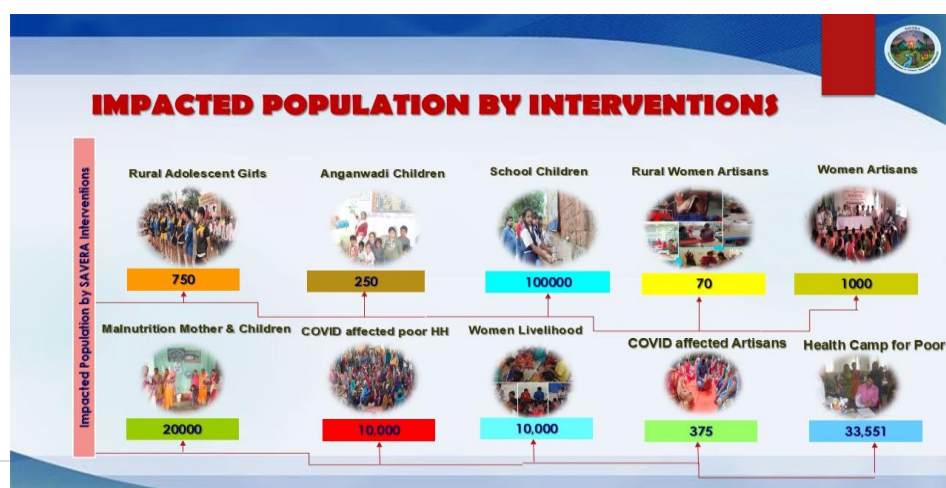 SAVERA
IMPACTED POPULATION BY INTERVENTIONS
Impacted Population by SAVERA Interventions
Rural Adolescent Girls
750
Anganwadi Children
250
School Children
100000
Rural Women Artisans
70
Women Artisans
1000
Malnutrition Mother & Children
20000
COVID affected poor HH
10,000
Women Livelihood
10,000
COVID affected Artisans
375
Health Camp for Poor
33,551